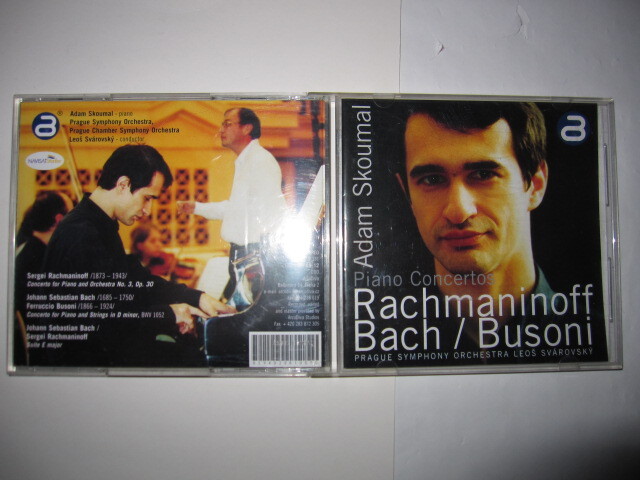 Adam Skoumal - piano
Prague Symphony Orchestra,
Prague Chamber Symphony Orchestra
Leoš Svárovský - conductor
Sergei Rachmaninoff /1873 – 1943/
Concerto for Piano and Orchestra No. 3, Op. 30
Johann Sebastian Bach /1685 – 1750/
Ferruccio Busoni /1866 – 1924/
Concerto for Piano and Strings in D minor, BWV 1052
Johann Sebastian Bach /
Sergei Rachmaninoff
Suite E major
Adam Skoumal
Piano Concertos
Rachmaninoff
Bach / Busoni
PRAGUE SYMPHONY ORCHESTRA LEOŠ SVÁROVSKÝ